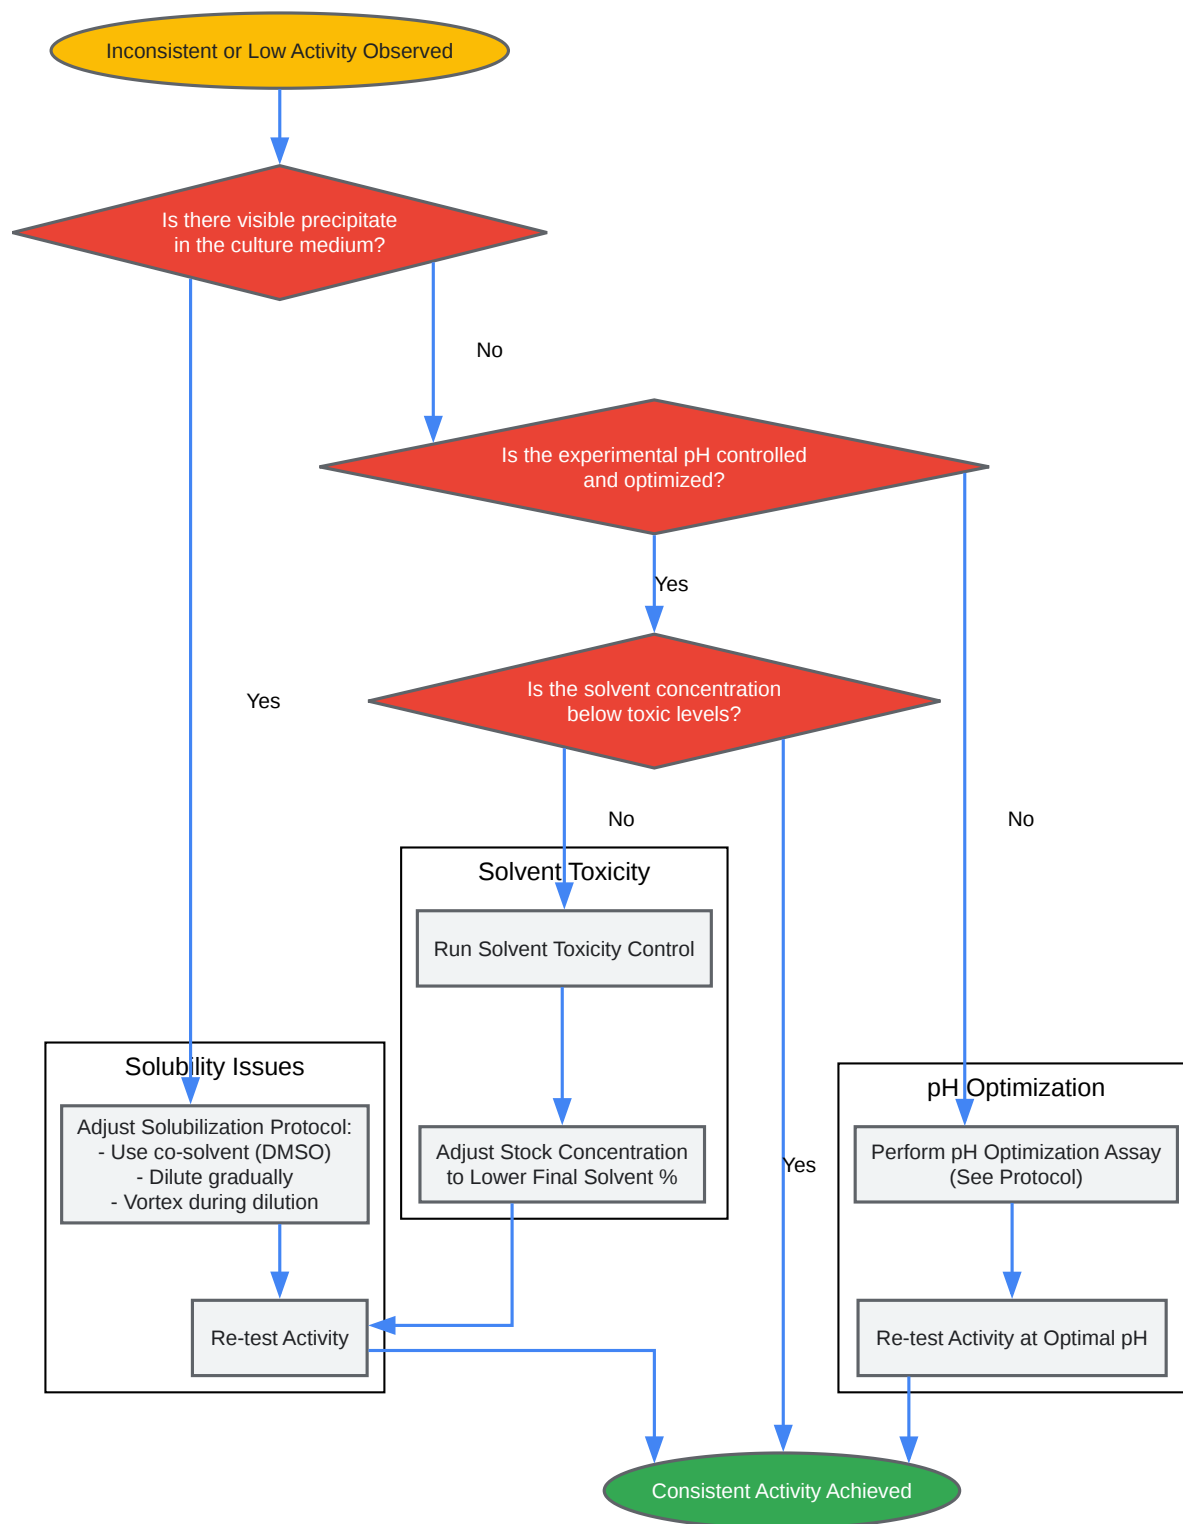 Inconsistent or Low Activity Observed
Is there visible precipitate
in the culture medium?
No
Is the experimental pH controlled
and optimized?
Yes
Yes
Is the solvent concentration
below toxic levels?
No
No
Solvent Toxicity
Run Solvent Toxicity Control
Solubility Issues
pH Optimization
Adjust Solubilization Protocol:
- Use co-solvent (DMSO)
- Dilute gradually
- Vortex during dilution
Adjust Stock Concentration
to Lower Final Solvent %
Yes
Perform pH Optimization Assay
(See Protocol)
Re-test Activity
Re-test Activity at Optimal pH
Consistent Activity Achieved